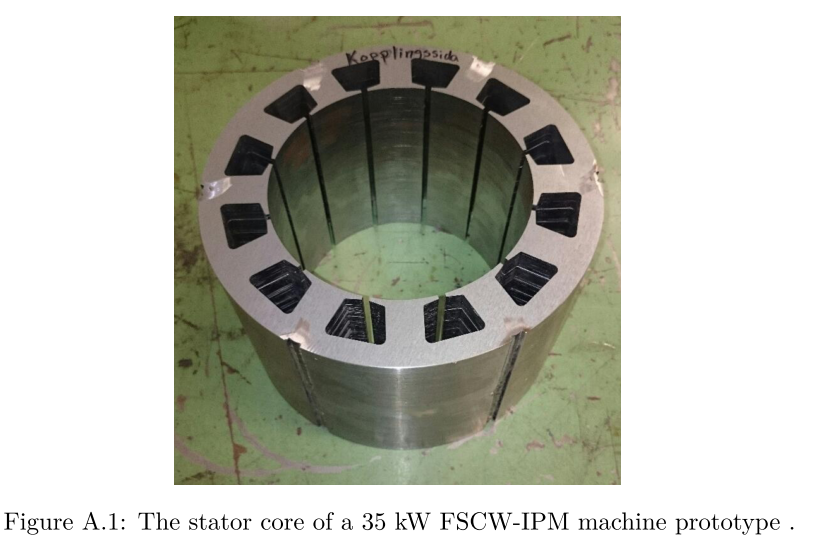 Kopplingssida
Figure A.1: The stator core of a 35 kW FSCW-IPM machine prototype .